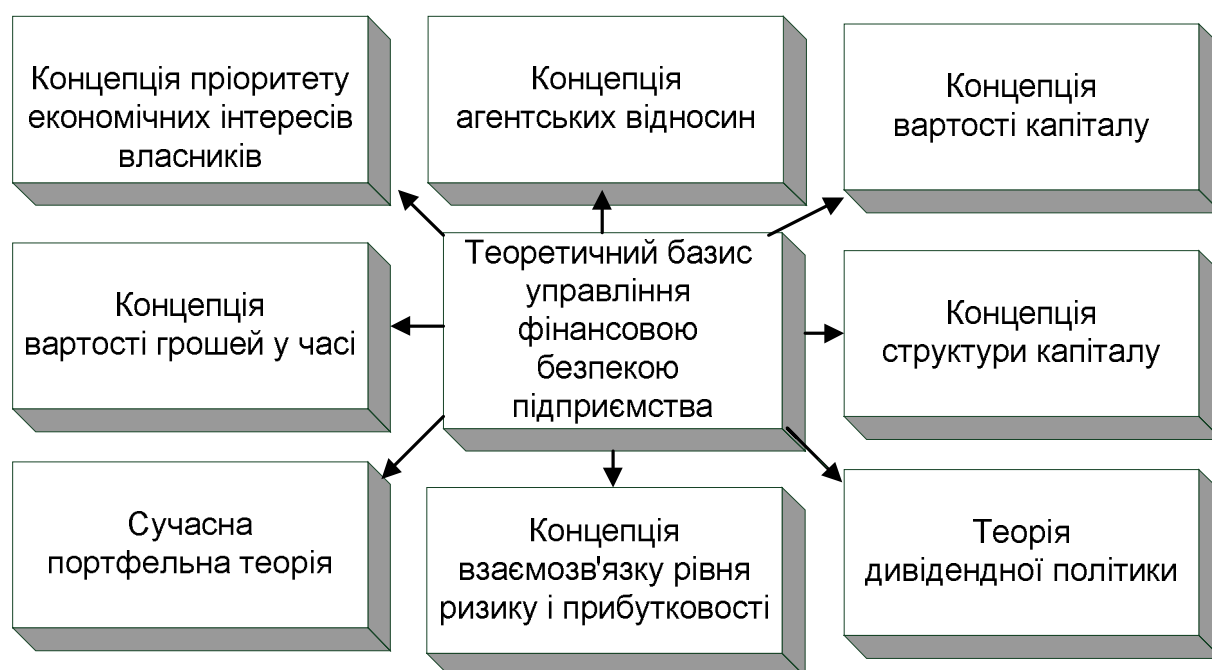 Концепція пріоритету
економічних інтересів
власників
Концепція
агентських відносин
Концепція
вартості капіталу
Концепція
вартості грошей у часі
Теоретичний базис
управління
фінансовою
безпекою
підприємства
Концепція
структури капіталу
Сучасна
портфельна теорія
Концепція
взаємозв'язку рівня
ризику і прибутковості
Теорія
дивідендної політики